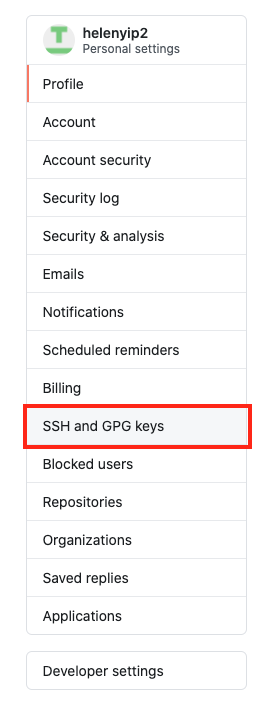 helenyip2
Personal settings
Profile
Account
Account security
Security log
Security & analysis
Emails
Notifications
Scheduled reminders
Billing
SSH and GPG keys
Blocked users
Repositories
Organizations
Saved replies
Applications
Developer settings